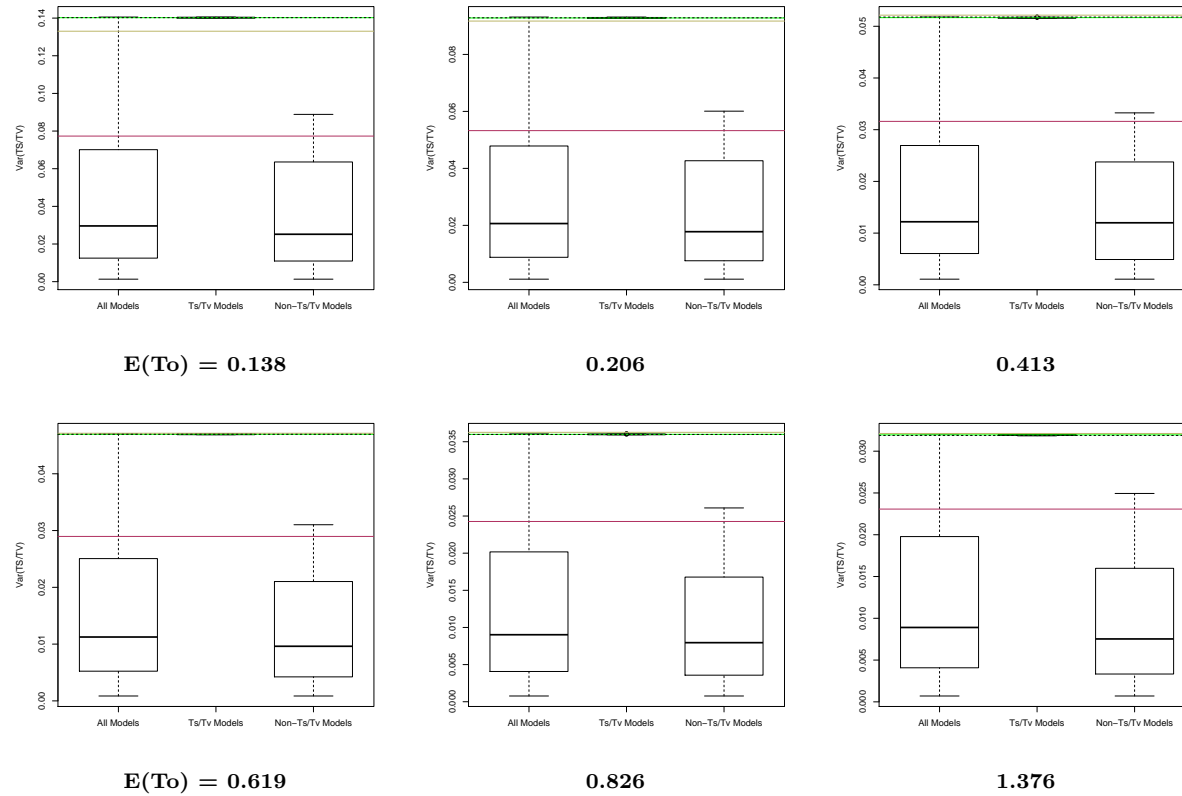 0.14
0.12
0.10
0.08
0.06
0.04
0.02
0.00
Var(TS/TV)
All Models Ts/Tv Models Non−Ts/Tv Models
0.08
0.06
0.04
0.02
0.00
Var(TS/TV)
All Models Ts/Tv Models Non−Ts/Tv Models
0.05
0.04
0.03
0.02
0.01
0.00
Var(TS/TV)
All Models Ts/Tv Models Non−Ts/Tv Models
E(To) = 0.138 0.206 0.413
0.04
0.03
0.02
0.01
0.00
Var(TS/TV)
All Models Ts/Tv Models Non−Ts/Tv Models
0.035
0.030
0.025
0.020
0.015
0.010
0.005
0.000
Var(TS/TV)
All Models Ts/Tv Models Non−Ts/Tv Models
0.030
0.025
0.020
0.015
0.010
0.005
0.000
Var(TS/TV)
All Models Ts/Tv Models Non−Ts/Tv Models
E(To) = 0.619 0.826 1.376